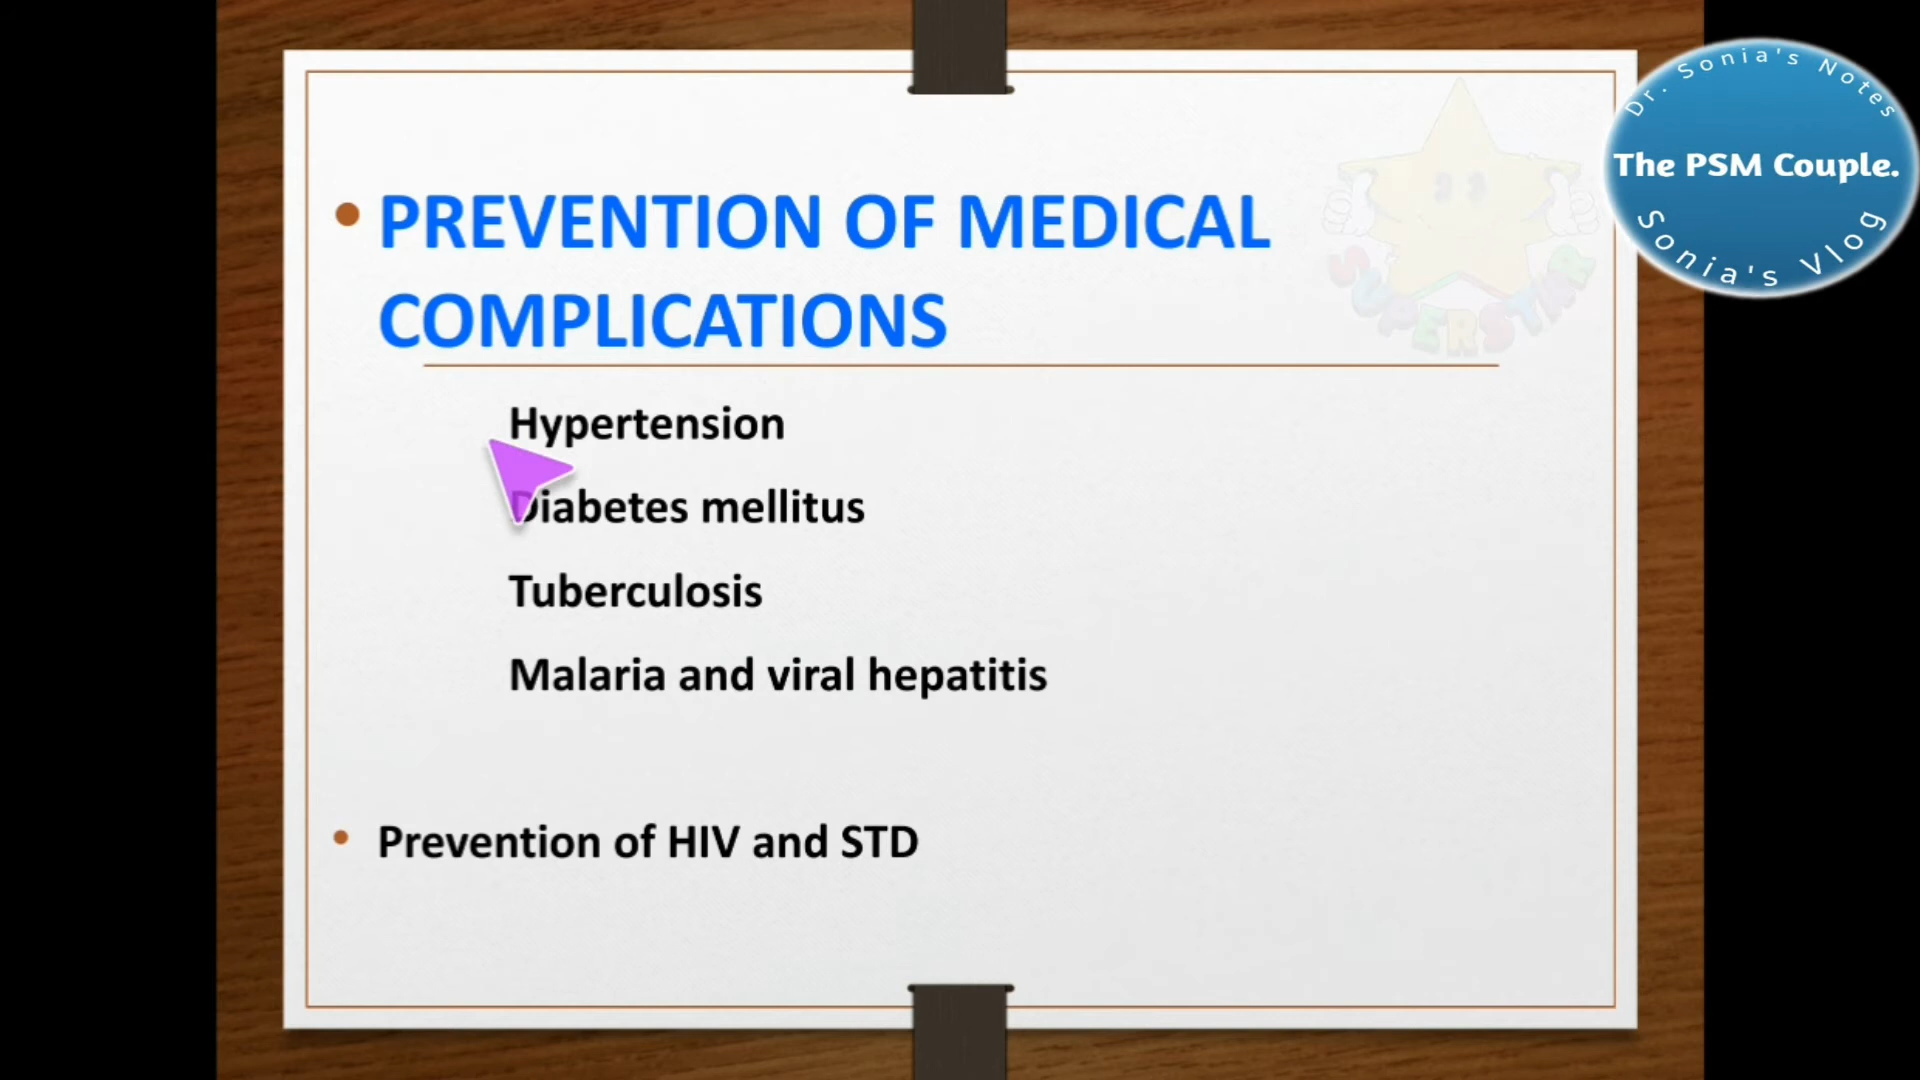 Dr. Sonia's Notes
The PSM Couple.
Sonia's Vlog
• PREVENTION OF MEDICAL
COMPLICATIONS
SUPERSTAR
Hypertension
Diabetes mellitus
Tuberculosis
Malaria and viral hepatitis
• Prevention of HIV and STD